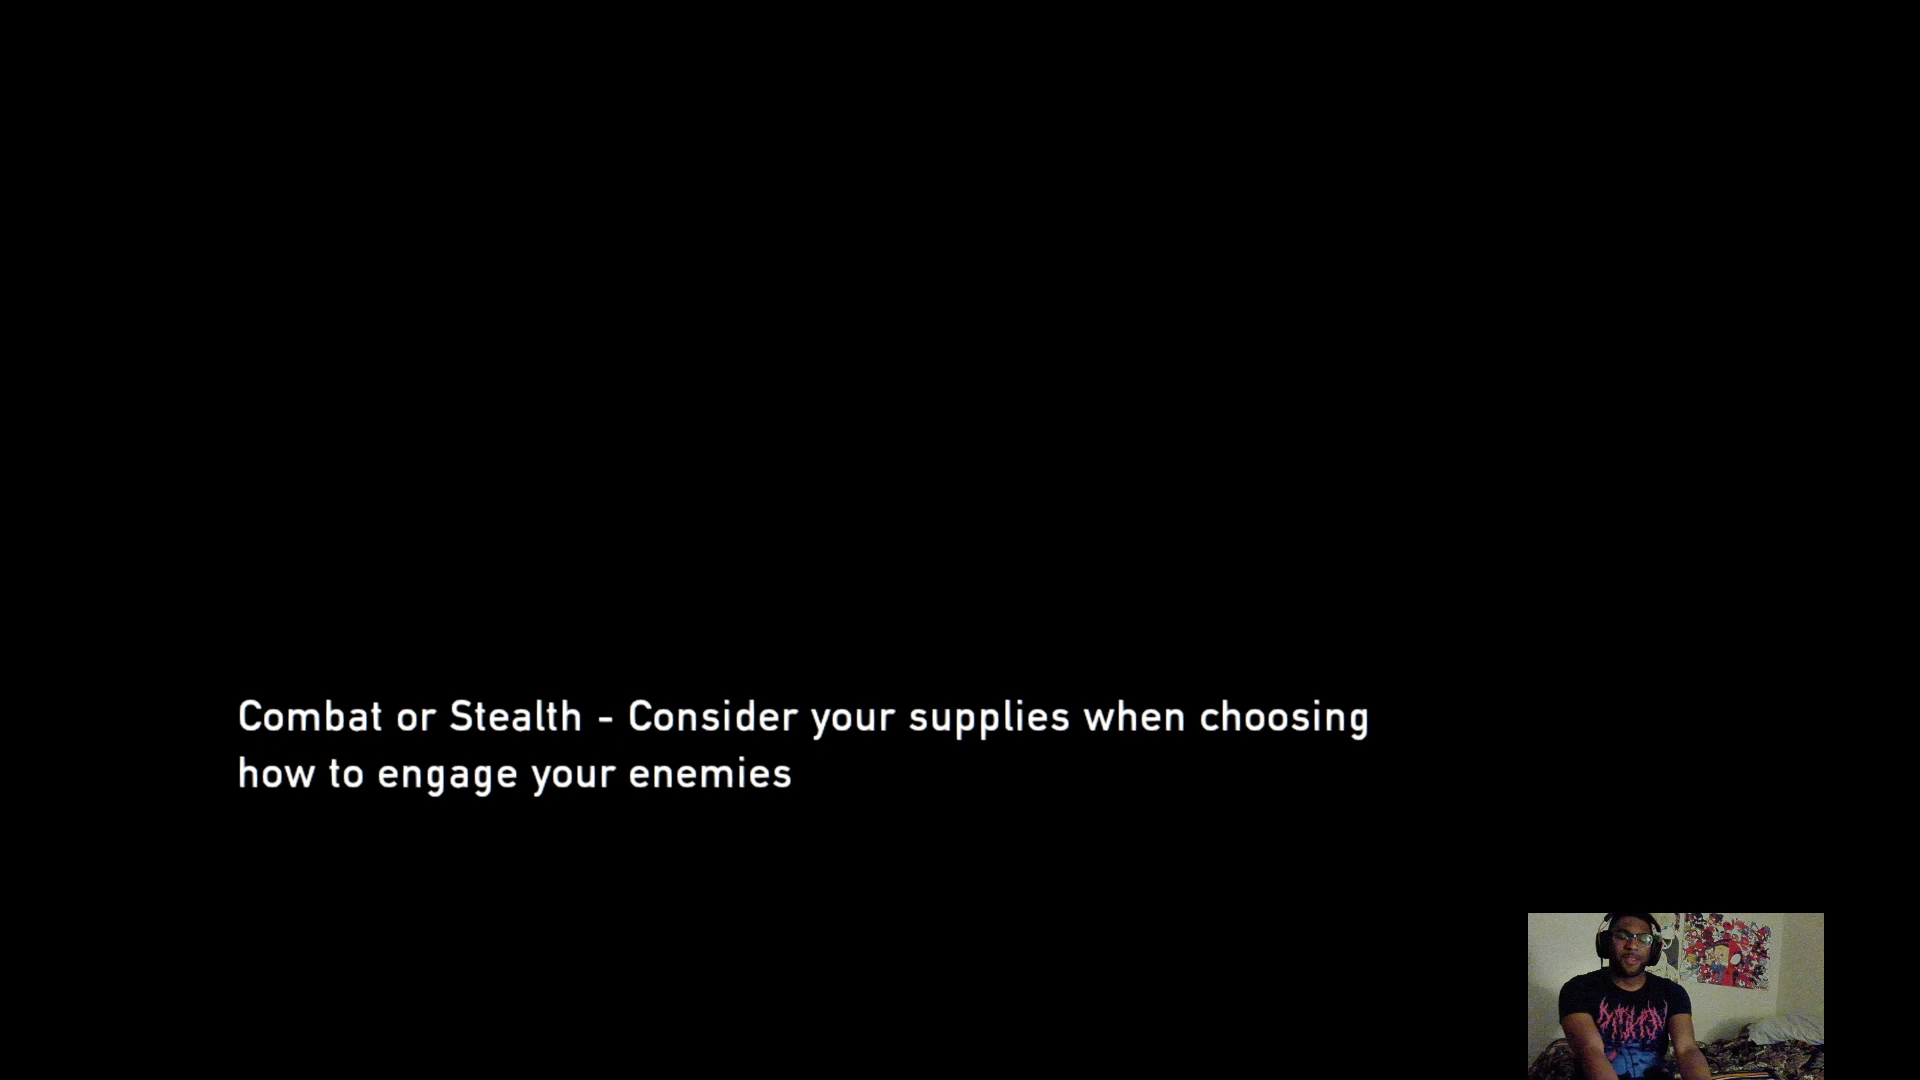 Combat or Stealth - Consider your supplies when choosing
how to engage your enemies